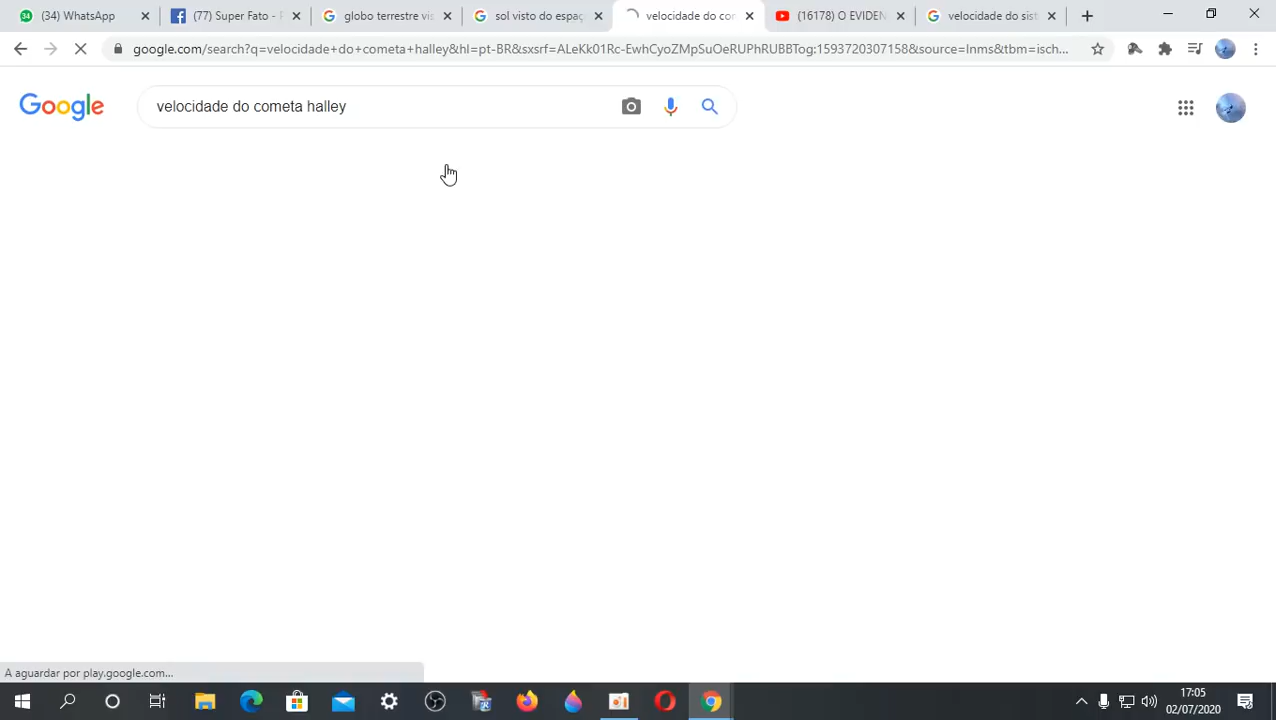 (34) WhatsApp
(77) Super Fato - F
globo terrestre vis
sol visto do espaç
velocidade do con
(16178) O EVIDEN
velocidade do sist
google.com/search?q=velocidade+do+cometa+halley&hl=pt-BR&sxsrf=ALeKk01Rc-EwhCyoZMpSuOeRUPhRUBBTog:1593720307158&source=lnms&tbm=isch...
Google
velocidade do cometa halley
A aguardar por play.google.com...
17:05
02/07/2020